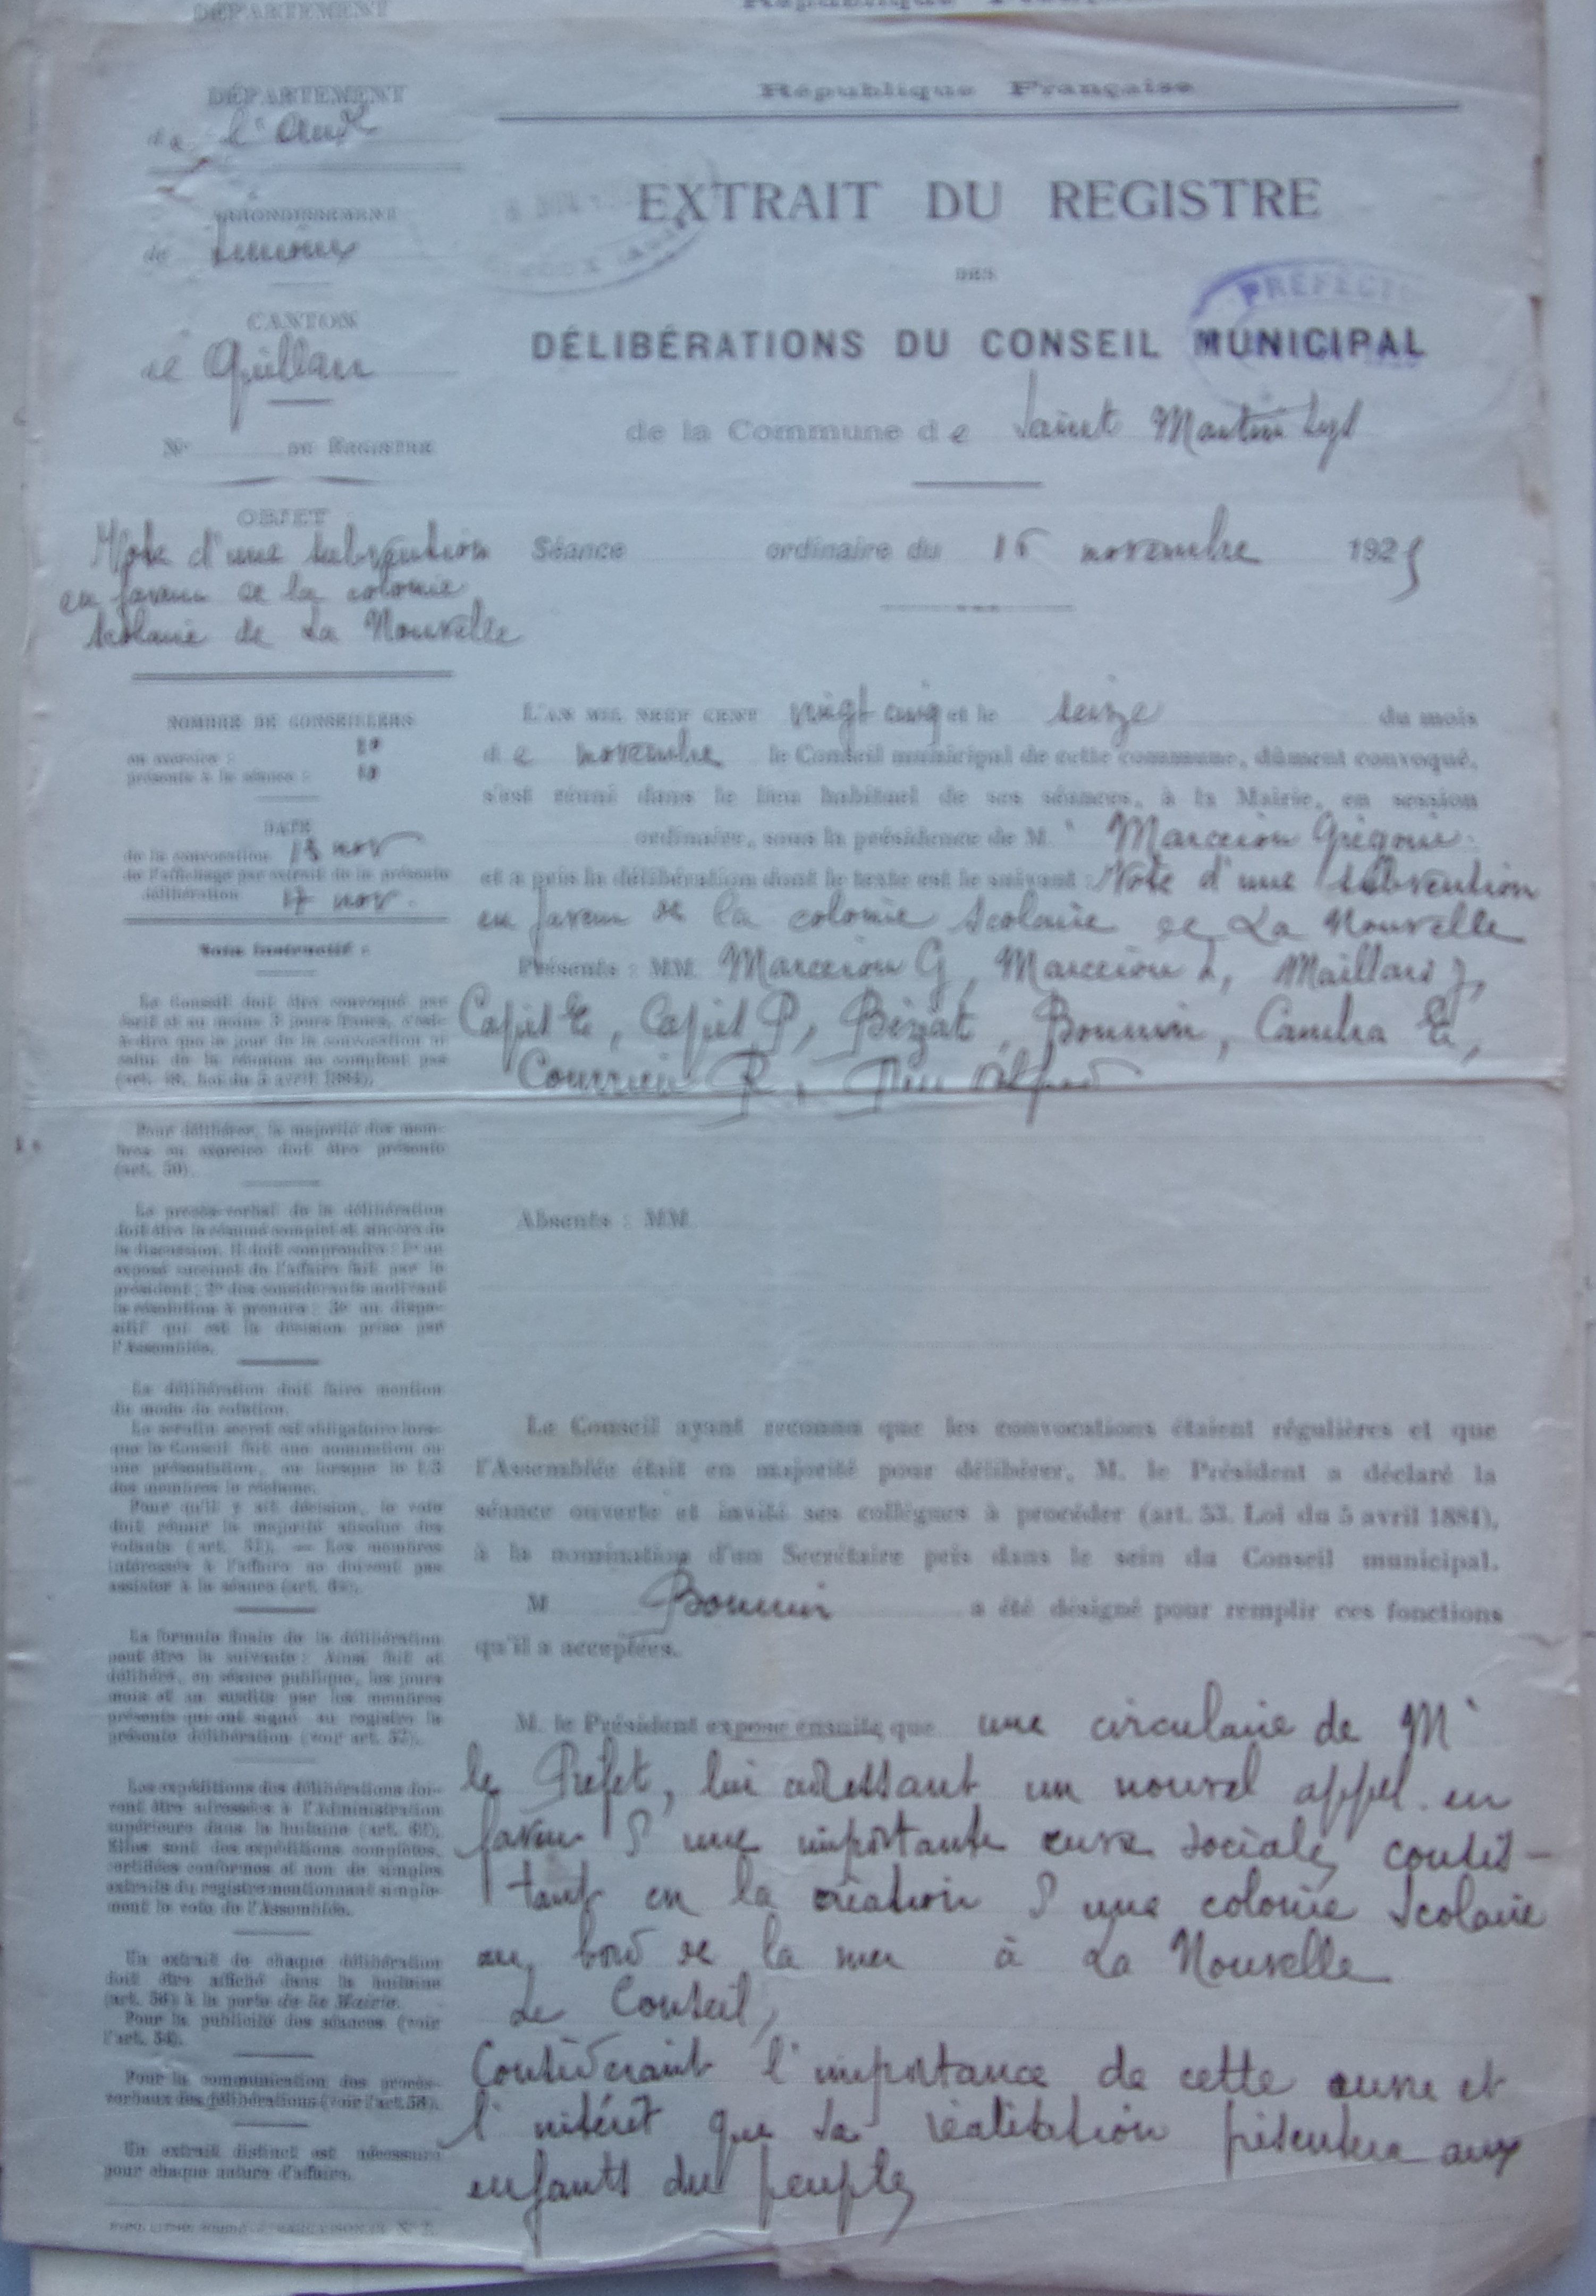 DÉPARTEMENT
République Française
DÉPARTEMENT
de l'Aude
République Française
ARRONDISSEMENT
de Limoux
CANTON
de Quillan
No du Registre
EXTRAIT DU REGISTRE
DES
PRÉFECT
DÉLIBÉRATIONS DU CONSEIL MUNICIPAL
de la Commune de Saint Martin Lys
OBJET
Vote d'une subvention
en faveur de la colonie
scolaire de La Nouvelle
Séance ordinaire du 16 novembre 1925
NOMBRE DE CONSEILLERS
en exercice : 10
présents à la séance : 10
DATE
de la convocation 13 nov
de l'affichage par extrait de la présente
délibération 17 nov.
Sous l'instructif :
Le Conseil doit être convoqué par
écrit et au moins 3 jours francs, c'est-
à-dire que le jour de la convocation et
celui de la réunion ne comptent pas
(art. 48, Loi du 5 avril 1884).
Pour délibérer, la majorité des mem-
bres en exercice doit être présente
(art. 50).
Le procès-verbal de la délibération
doit être le résumé complet et sincère de
la discussion. Il doit comprendre : 1o un
exposé succinct de l'affaire fait par le
président ; 2o des considérants motivant
la résolution à prendre ; 3o un dispo-
sitif qui est la décision prise par
l'Assemblée.
La délibération doit faire mention
du mode de votation.
Le scrutin secret est obligatoire lors-
que le Conseil fait une nomination ou
une présentation, ou lorsque le 1/3
des membres le réclame.
Pour qu'il y ait décision, le vote
doit réunir la majorité absolue des
votants (art. 51). — Les membres
intéressés à l'affaire ne doivent pas
assister à la séance (art. 64).
La formule finale de la délibération
peut être la suivante : Ainsi fait et
délibéré, en séance publique, les jours
mois et an susdits par les membres
présents qui ont signé au registre la
présente délibération (voir art. 57).
Les expéditions des délibérations doi-
vent être adressées à l'Administration
supérieure dans la huitaine (art. 62).
Elles sont des expéditions complètes,
certifiées conformes et non de simples
extraits du registre mentionnant simple-
ment le vote de l'Assemblée.
Un extrait de chaque délibération
doit être affiché dans la huitaine
(art. 56) à la porte de la Mairie.
Pour la publicité des séances (voir
l'art. 54).
Pour la communication des procès-
verbaux des délibérations (voir l'art. 58).
Un extrait distinct est nécessaire
pour chaque nature d'affaire.
L'AN MIL NEUF CENT vingt cinq et le seize du mois
de novembre le Conseil municipal de cette commune, dûment convoqué,
s'est réuni dans le lieu habituel de ses séances, à la Mairie, en session
ordinaire, sous la présidence de M. Marceron Grégoire
et a pris la délibération dont le texte est le suivant : Vote d'une subvention
en faveur de la colonie scolaire de La Nouvelle
Présents : MM. Marceron G, Marceron L, Maillard J,
Capiel E, Capiel P, Bézat, Bonnin, Cambra E,
Courrieu R,
Absents : MM.
Le Conseil ayant reconnu que les convocations étaient régulières et que
l'Assemblée était en majorité pour délibérer, M. le Président a déclaré la
séance ouverte et invité ses collègues à procéder (art. 53. Loi du 5 avril 1884),
à la nomination d'un Secrétaire pris dans le sein du Conseil municipal.
M Bonnin a été désigné pour remplir ces fonctions
qu'il a acceptées.
M. le Président expose ensuite que une circulaire de Mr
le Préfet, lui adressant un nouvel appel en
faveur d'une importante œuvre sociale, consis-
tant en la création d'une colonie scolaire
au bord de la mer à La Nouvelle
Le Conseil,
Considérant l'importance de cette œuvre et
l'intérêt que sa réalisation présentera aux
enfants du peuple,